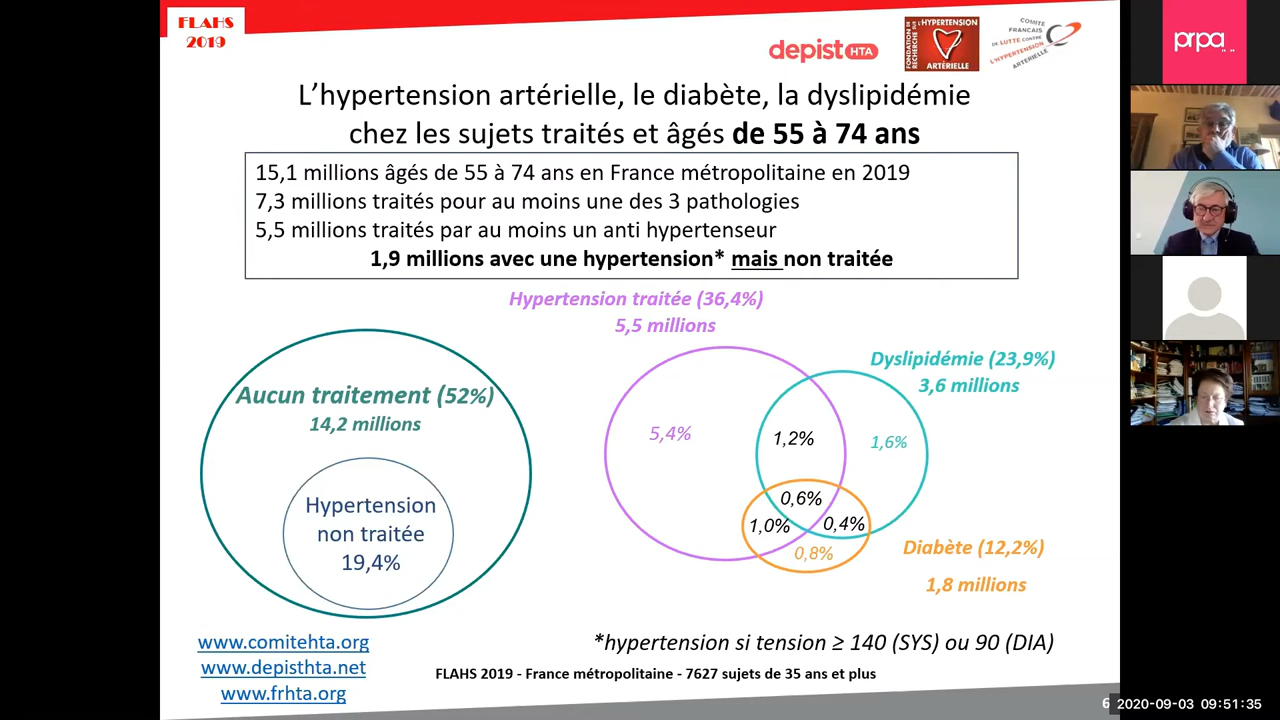 FLAHS
2019
depist HTA
FONDATION DE
RECHERCHE SUR
L'HYPERTENSION
ARTÉRIELLE
COMITE
FRANÇAIS
DE LUTTE CONTRE
L'HYPERTENSION
ARTERIELLE
prpa
L'hypertension artérielle, le diabète, la dyslipidémie
chez les sujets traités et âgés de 55 à 74 ans
15,1 millions âgés de 55 à 74 ans en France métropolitaine en 2019
7,3 millions traités pour au moins une des 3 pathologies
5,5 millions traités par au moins un anti hypertenseur
1,9 millions avec une hypertension* mais non traitée
Hypertension traitée (36,4%)
5,5 millions
Dyslipidémie (23,9%)
3,6 millions
Aucun traitement (52%)
14,2 millions
5,4%
1,2%
1,6%
0,6%
1,0%
0,4%
0,8%
Hypertension
non traitée
19,4%
Diabète (12,2%)
1,8 millions
*hypertension si tension ≥ 140 (SYS) ou 90 (DIA)
www.comitehta.org
www.depisthta.net
www.frhta.org
FLAHS 2019 - France métropolitaine - 7627 sujets de 35 ans et plus
6
2020-09-03 09:51:35